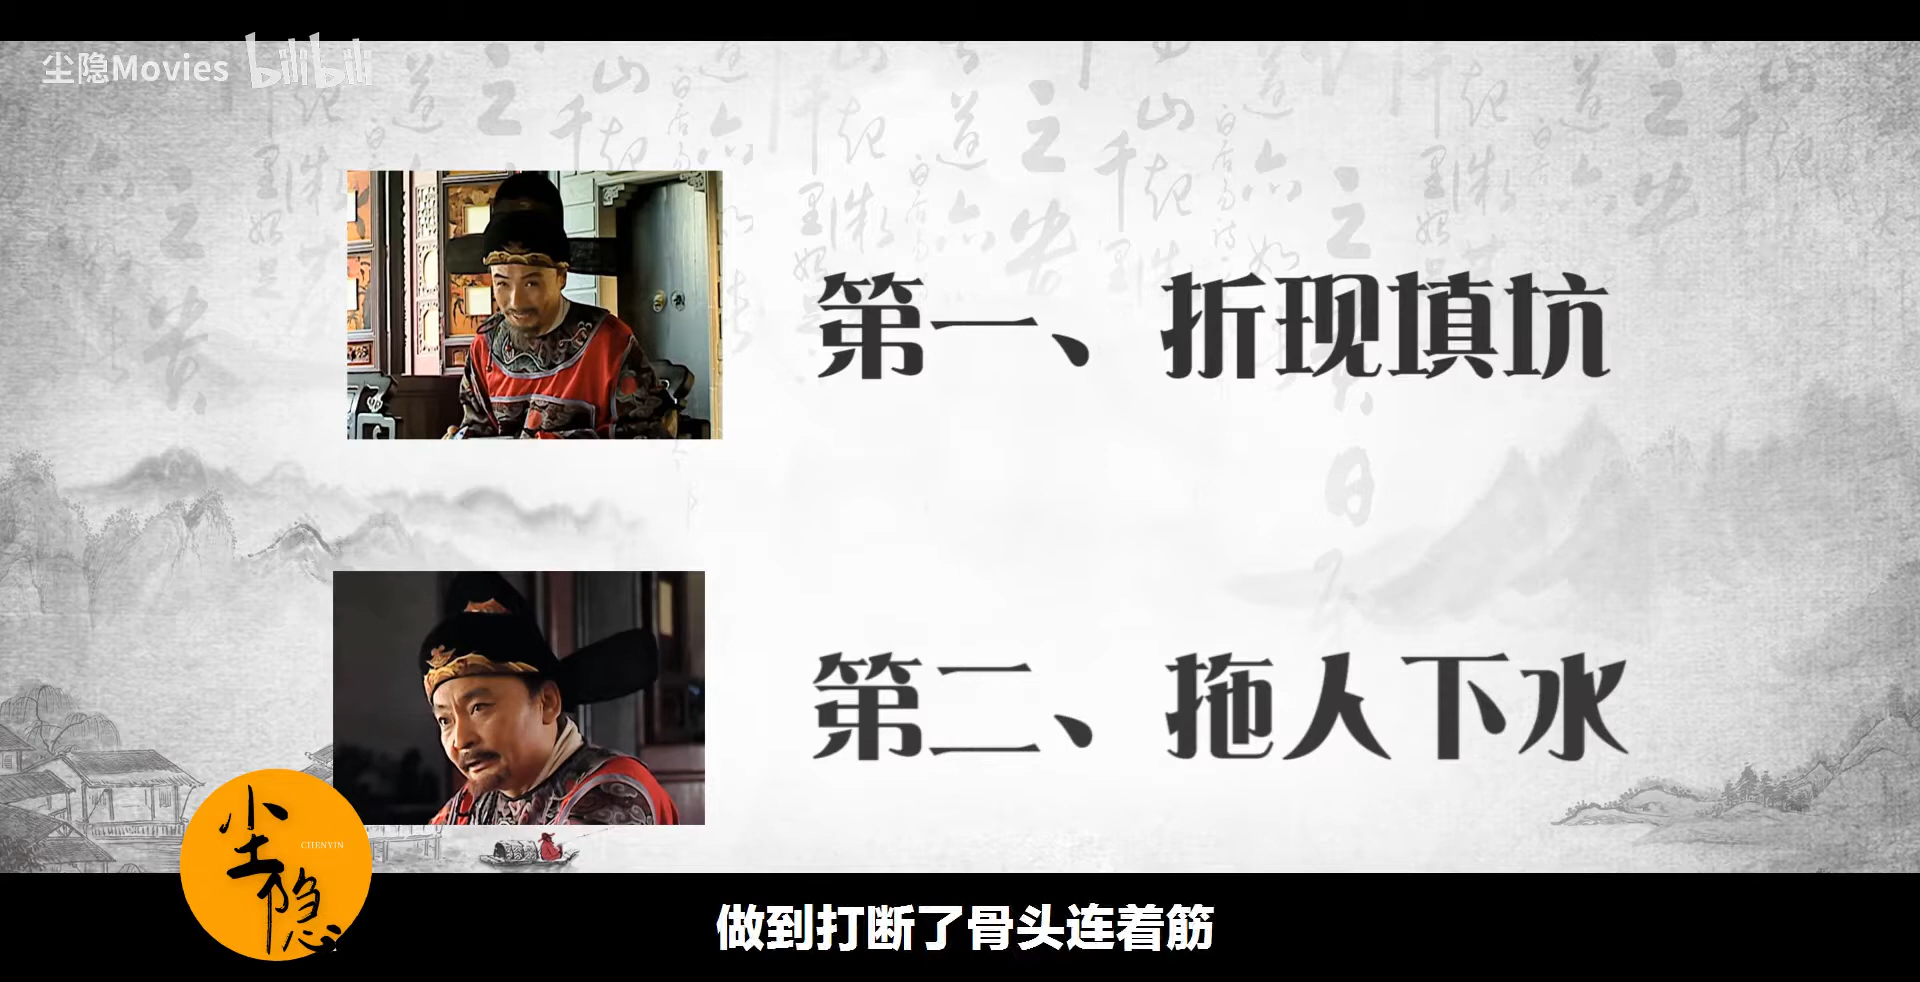 尘隐Movies bilibili
第一、折现填坑
第二、拖人下水
尘隐
CHENYIN
做到打断了骨头连着筋